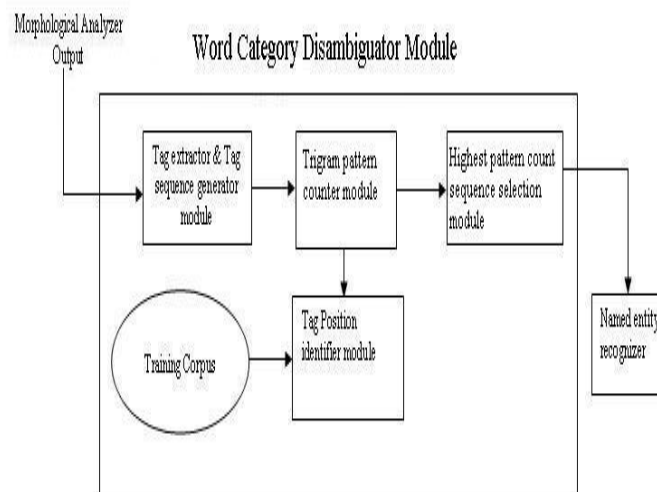 Morphological Analyzer
Output
Word Category Disambiguator Module
Tag extractor & Tag
sequence generator
module
Trigram pattern
counter module
Highest pattern count
sequence selection
module
Training Corpus
Tag Position
identifier module
Named entity
recognizer